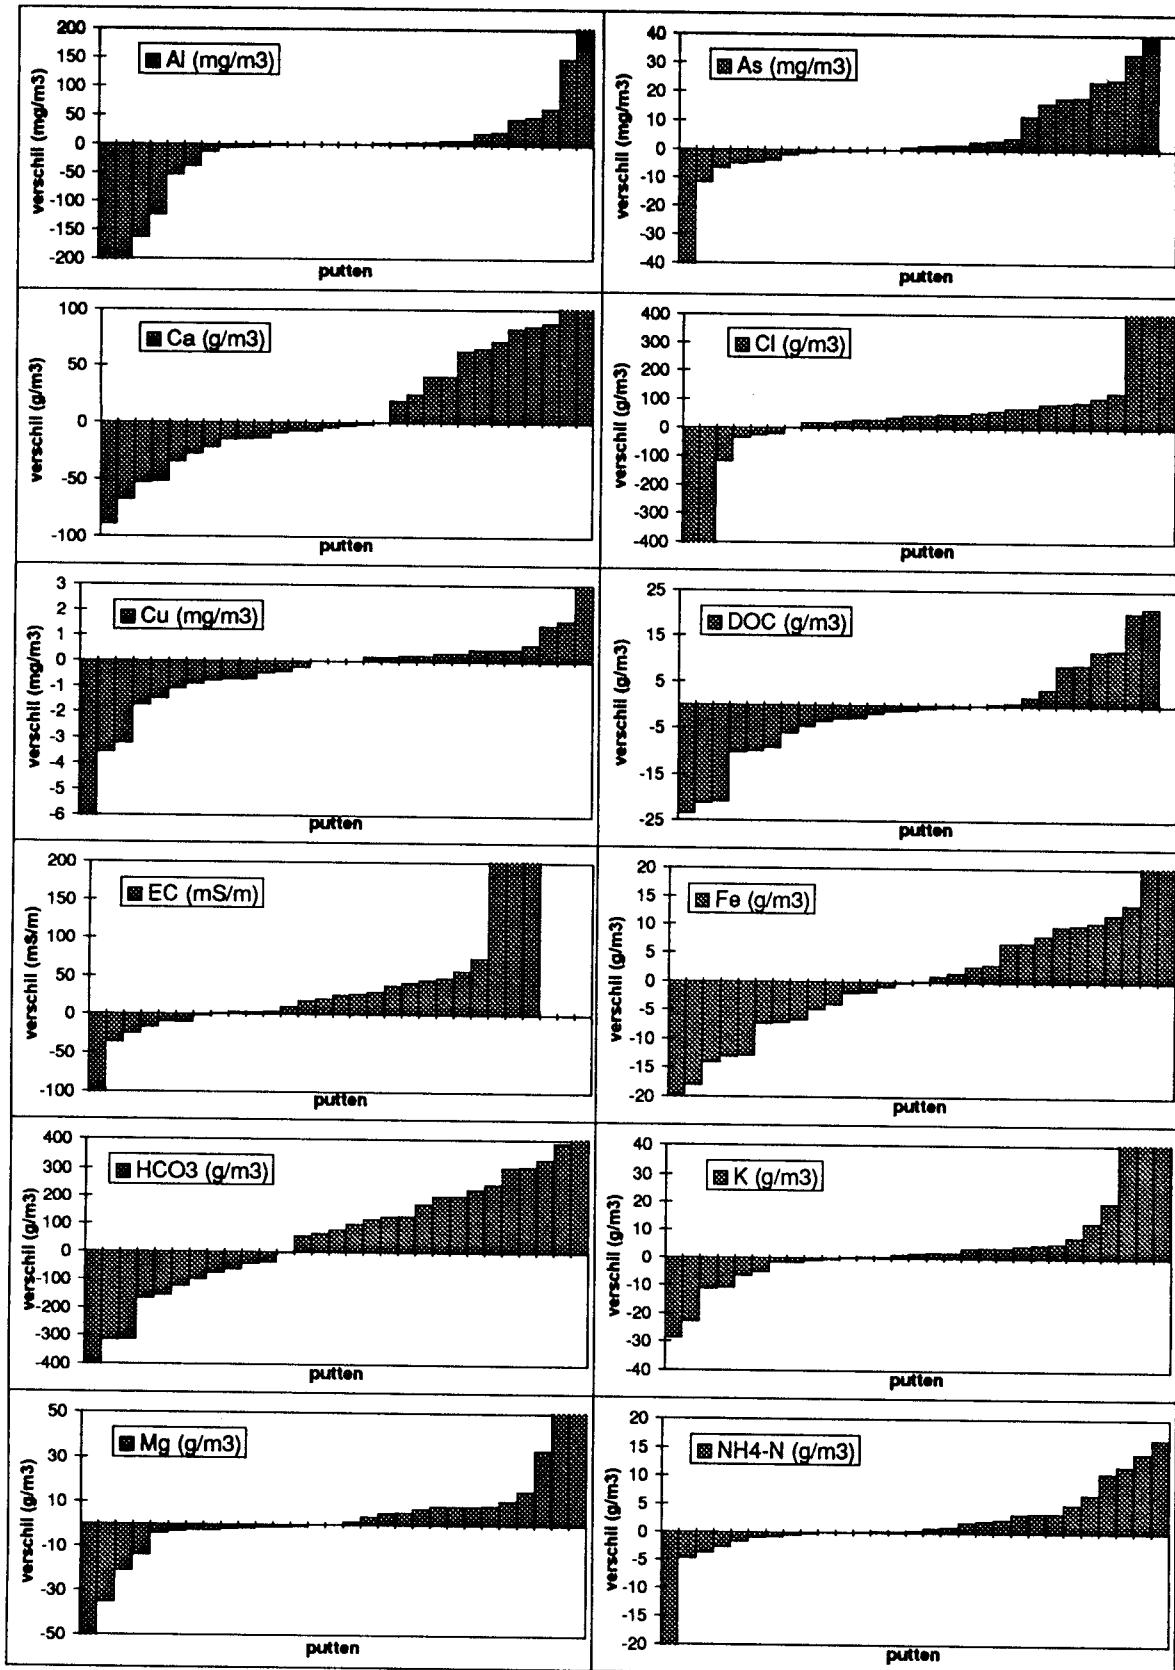 Al (mg/m3)
verschil (mg/m3)
200
150
100
50
0
-50
-100
-150
-200
putten
As (mg/m3)
verschil (mg/m3)
40
30
20
10
0
-10
-20
-30
-40
putten
Ca (g/m3)
verschil (g/m3)
100
50
0
-50
-100
putten
Cl (g/m3)
verschil (g/m3)
400
300
200
100
0
-100
-200
-300
-400
putten
Cu (mg/m3)
verschil (mg/m3)
3
2
1
0
-1
-2
-3
-4
-5
-6
putten
DOC (g/m3)
verschil (g/m3)
25
15
5
-5
-15
-25
putten
EC (mS/m)
verschil (mS/m)
200
150
100
50
0
-50
-100
putten
Fe (g/m3)
verschil (g/m3)
20
15
10
5
0
-5
-10
-15
-20
putten
HCO3 (g/m3)
verschil (g/m3)
400
300
200
100
0
-100
-200
-300
-400
putten
K (g/m3)
verschil (g/m3)
40
30
20
10
0
-10
-20
-30
-40
putten
Mg (g/m3)
verschil (g/m3)
50
30
10
-10
-30
-50
putten
NH4-N (g/m3)
verschil (g/m3)
20
15
10
5
0
-5
-10
-15
-20
putten